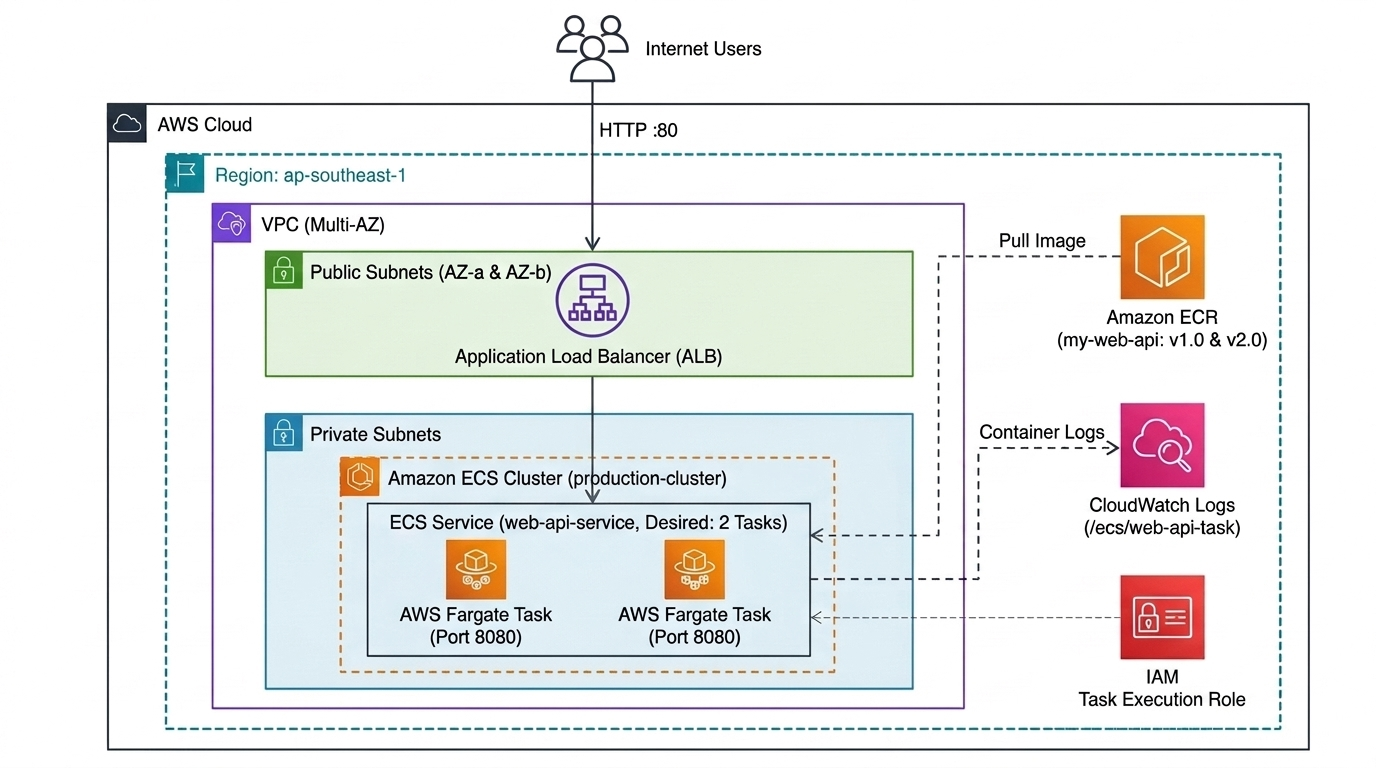 Internet Users
AWS Cloud
HTTP :80
Region: ap-southeast-1
VPC (Multi-AZ)
Public Subnets (AZ-a & AZ-b)
Application Load Balancer (ALB)
Pull Image
Amazon ECR
(my-web-api: v1.0 & v2.0)
Private Subnets
Amazon ECS Cluster (production-cluster)
ECS Service (web-api-service, Desired: 2 Tasks)
AWS Fargate Task
(Port 8080)
AWS Fargate Task
(Port 8080)
Container Logs
CloudWatch Logs
(/ecs/web-api-task)
IAM
Task Execution Role